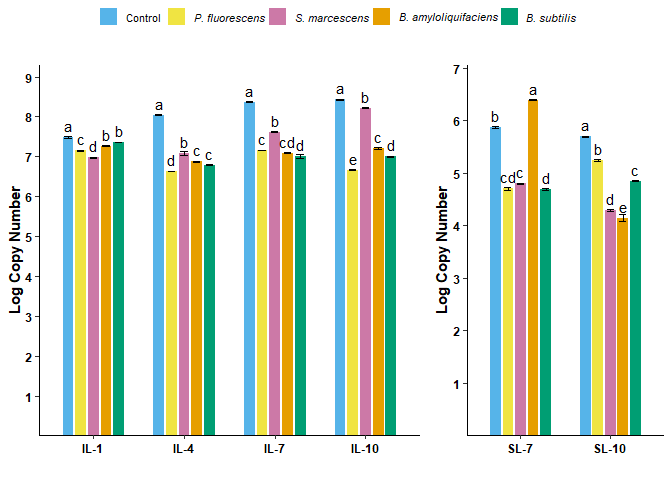 Control P. fluorescens S. marcescens B. amyloliquifaciens B. subtilis
Log Copy Number
9
8
7
6
5
4
3
2
1
a c d b b
a d b c c
a c b cd d
a e b c d
IL-1 IL-4 IL-7 IL-10
Log Copy Number
7
6
5
4
3
2
1
b cd c a d
a b d e c
SL-7 SL-10